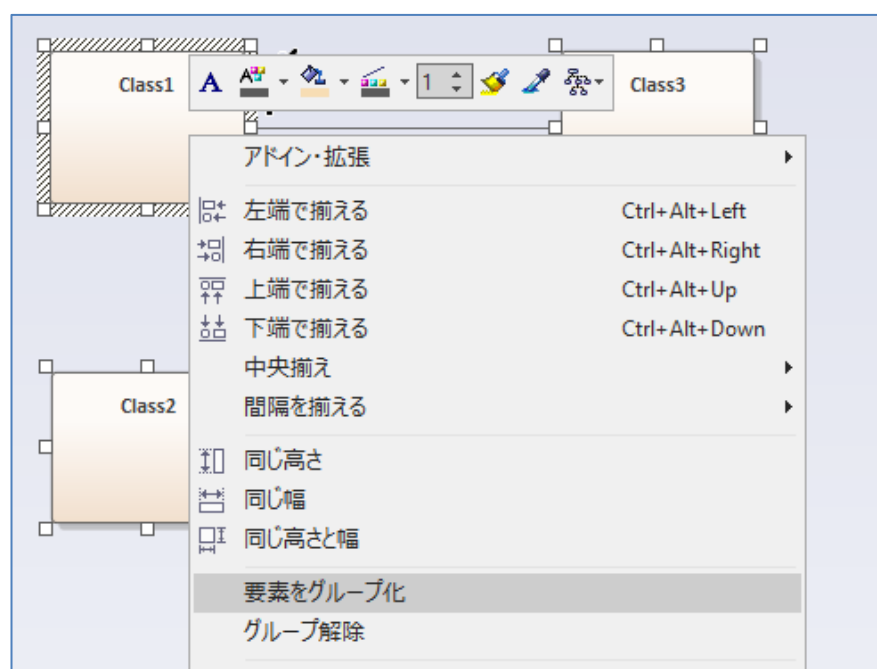 Class1
A
1
Class3
アドイン・拡張
左端で揃える Ctrl+Alt+Left
右端で揃える Ctrl+Alt+Right
上端で揃える Ctrl+Alt+Up
下端で揃える Ctrl+Alt+Down
中央揃え
Class2
間隔を揃える
同じ高さ
同じ幅
同じ高さと幅
要素をグループ化
グループ解除